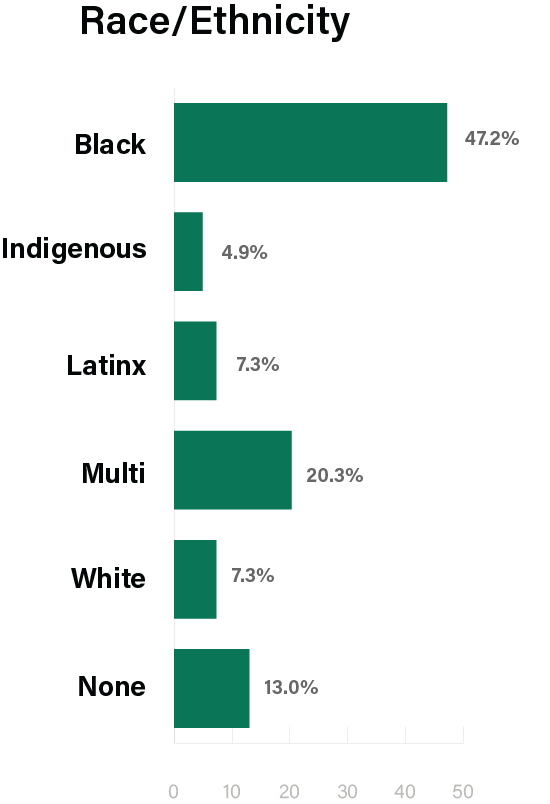 Race/Ethnicity
Black 47.2%
Indigenous 4.9%
Latinx 7.3%
Multi 20.3%
White 7.3%
None 13.0%
0 10 20 30 40 50